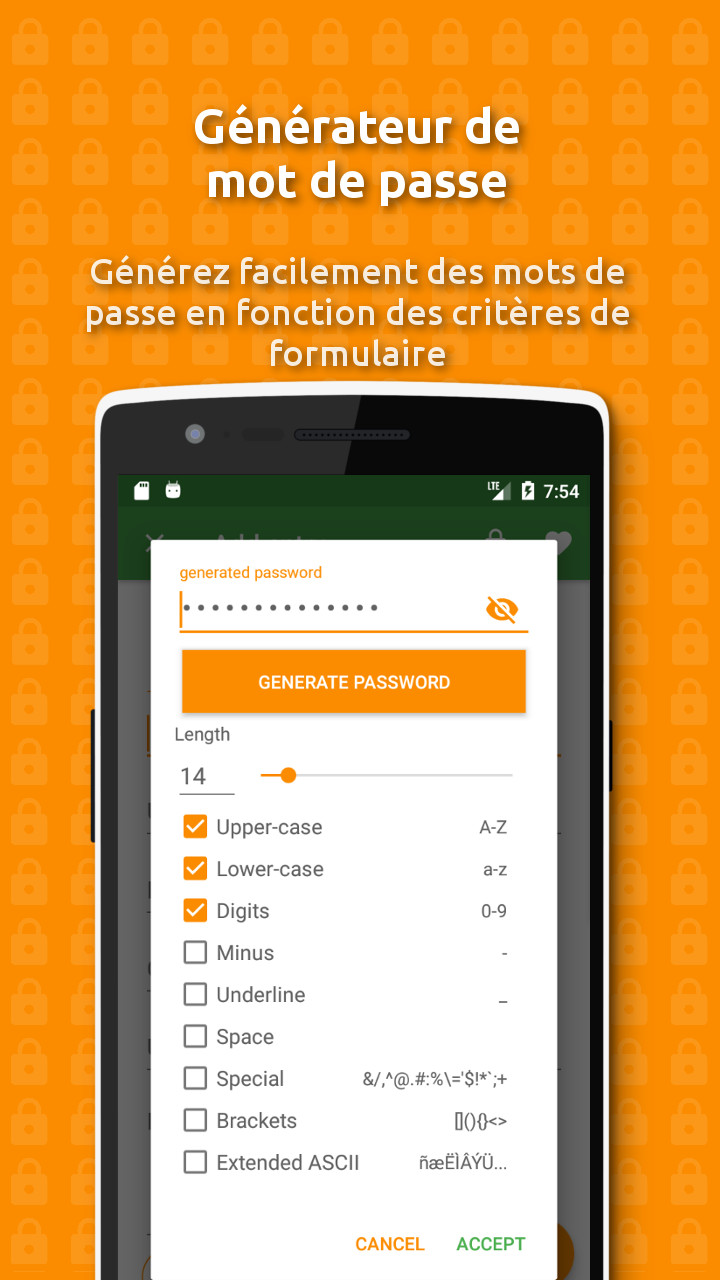 Générateur de
mot de passe
Générez facilement des mots de
passe en fonction des critères de
formulaire
LTE 7:54
generated password
••••••••••••••
GENERATE PASSWORD
Length
14
Upper-case A-Z
Lower-case a-z
Digits 0-9
Minus -
Underline _
Space
Special &/,^@.#:%\='$!*`;+
Brackets [](){}<>
Extended ASCII ñæËÌÂÝÜ...
CANCEL ACCEPT